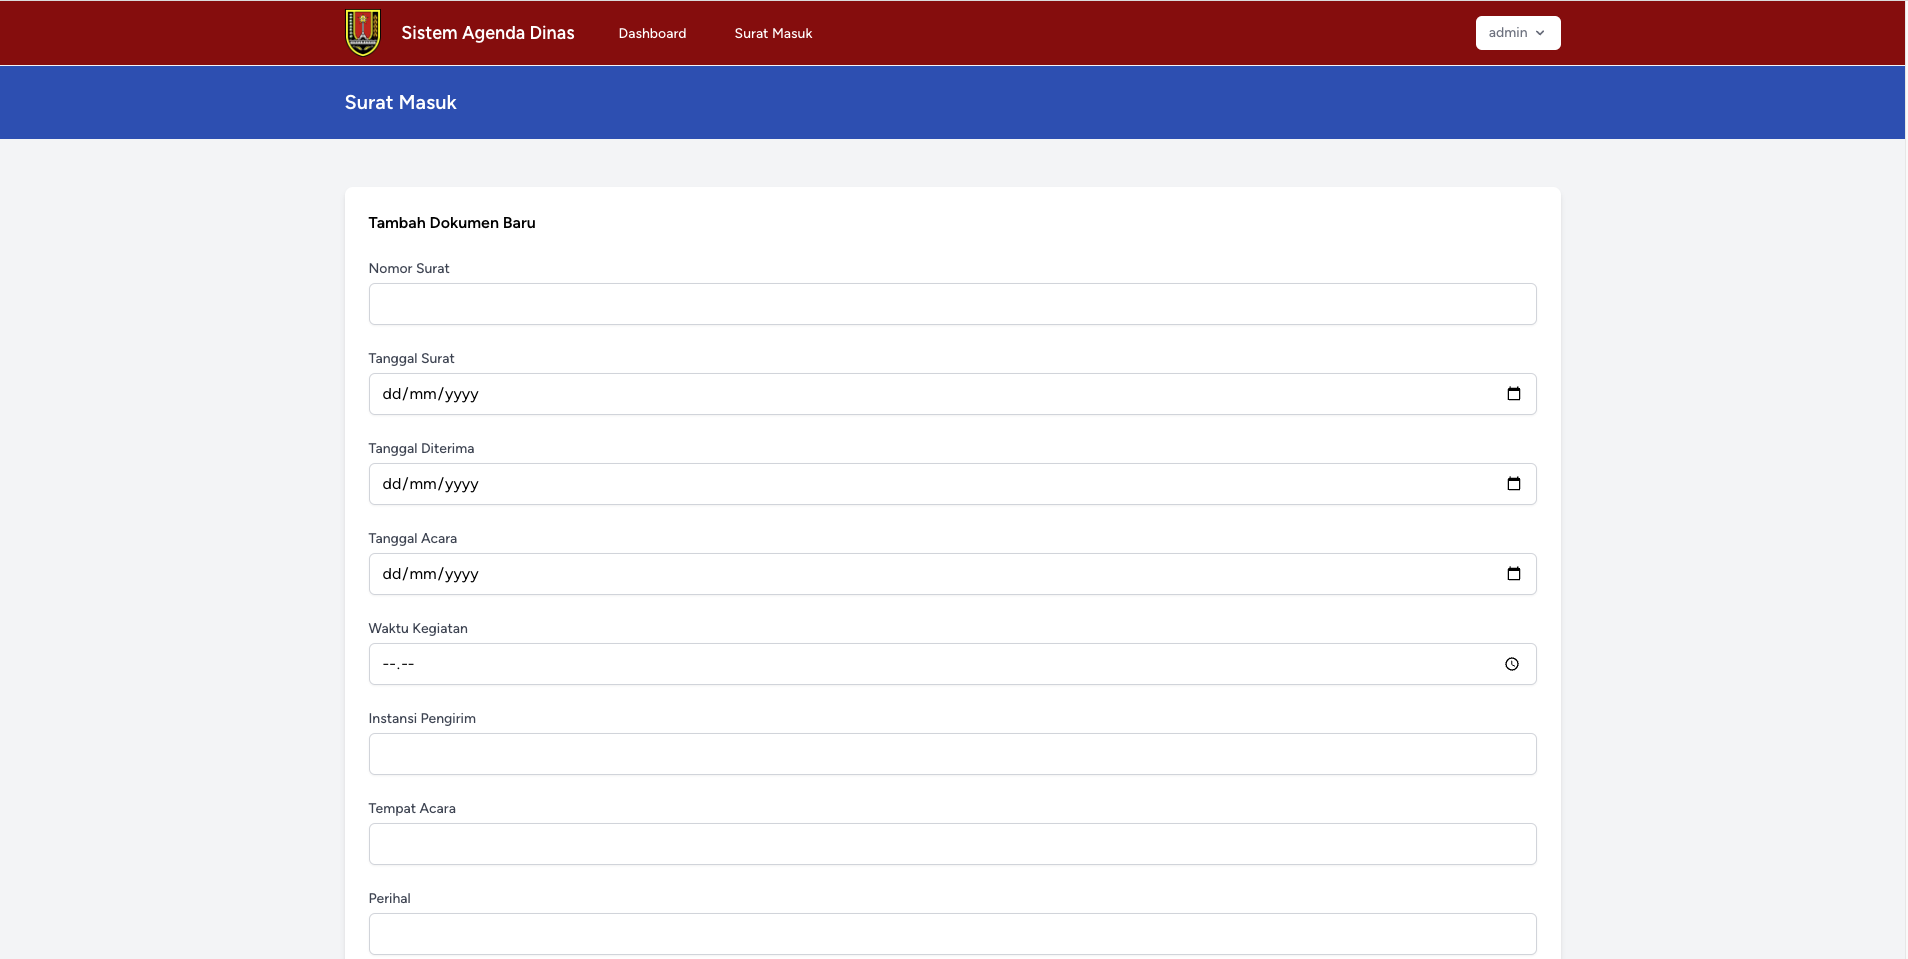 Sistem Agenda Dinas Dashboard Surat Masuk admin
Surat Masuk
Tambah Dokumen Baru
Nomor Surat
Tanggal Surat
dd/mm/yyyy
Tanggal Diterima
dd/mm/yyyy
Tanggal Acara
dd/mm/yyyy
Waktu Kegiatan
--.--
Instansi Pengirim
Tempat Acara
Perihal